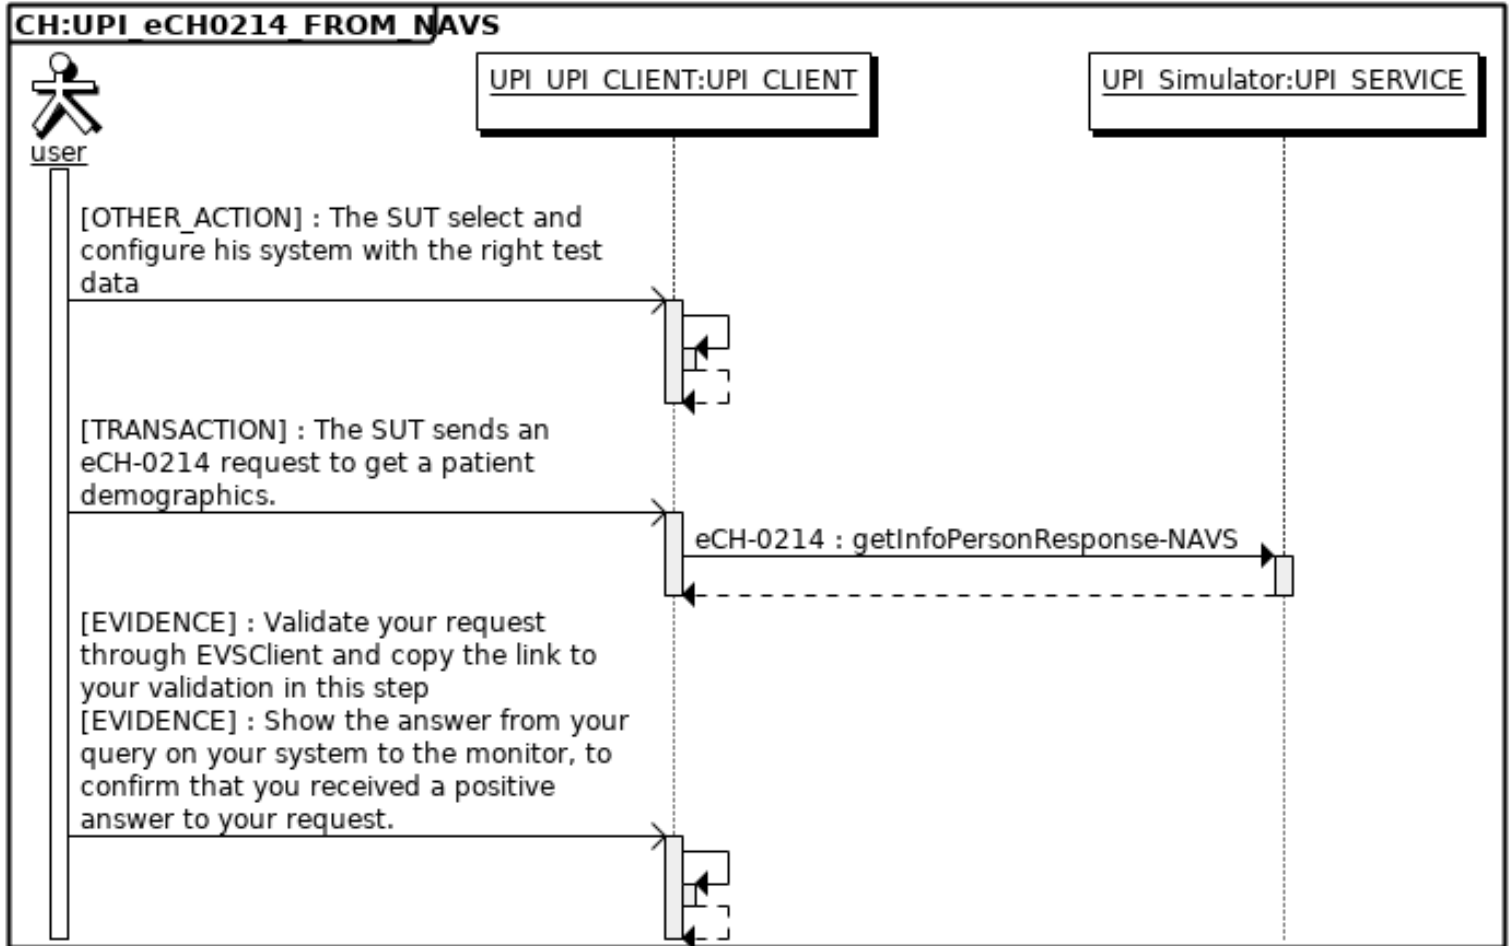 CH:UPI_eCH0214_FROM_NAVS
UPI_UPI_CLIENT:UPI_CLIENT
UPI_Simulator:UPI_SERVICE
user
[OTHER_ACTION] : The SUT select and
configure his system with the right test
data
[TRANSACTION] : The SUT sends an
eCH-0214 request to get a patient
demographics.
eCH-0214 : getInfoPersonResponse-NAVS
[EVIDENCE] : Validate your request
through EVSClient and copy the link to
your validation in this step
[EVIDENCE] : Show the answer from your
query on your system to the monitor, to
confirm that you received a positive
answer to your request.